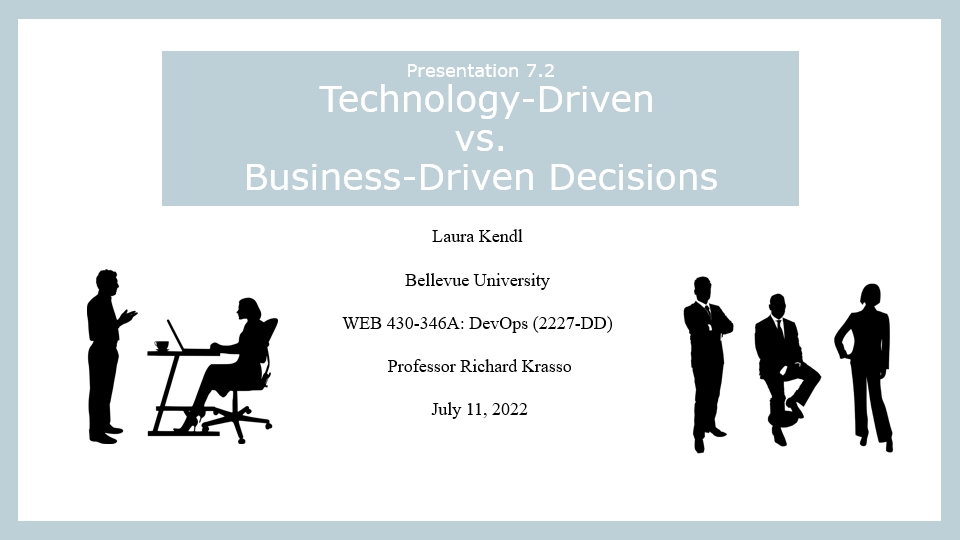 Presentation 7.2
Technology-Driven
vs.
Business-Driven Decisions
Laura Kendl
Bellevue University
WEB 430-346A: DevOps (2227-DD)
Professor Richard Krasso
July 11, 2022